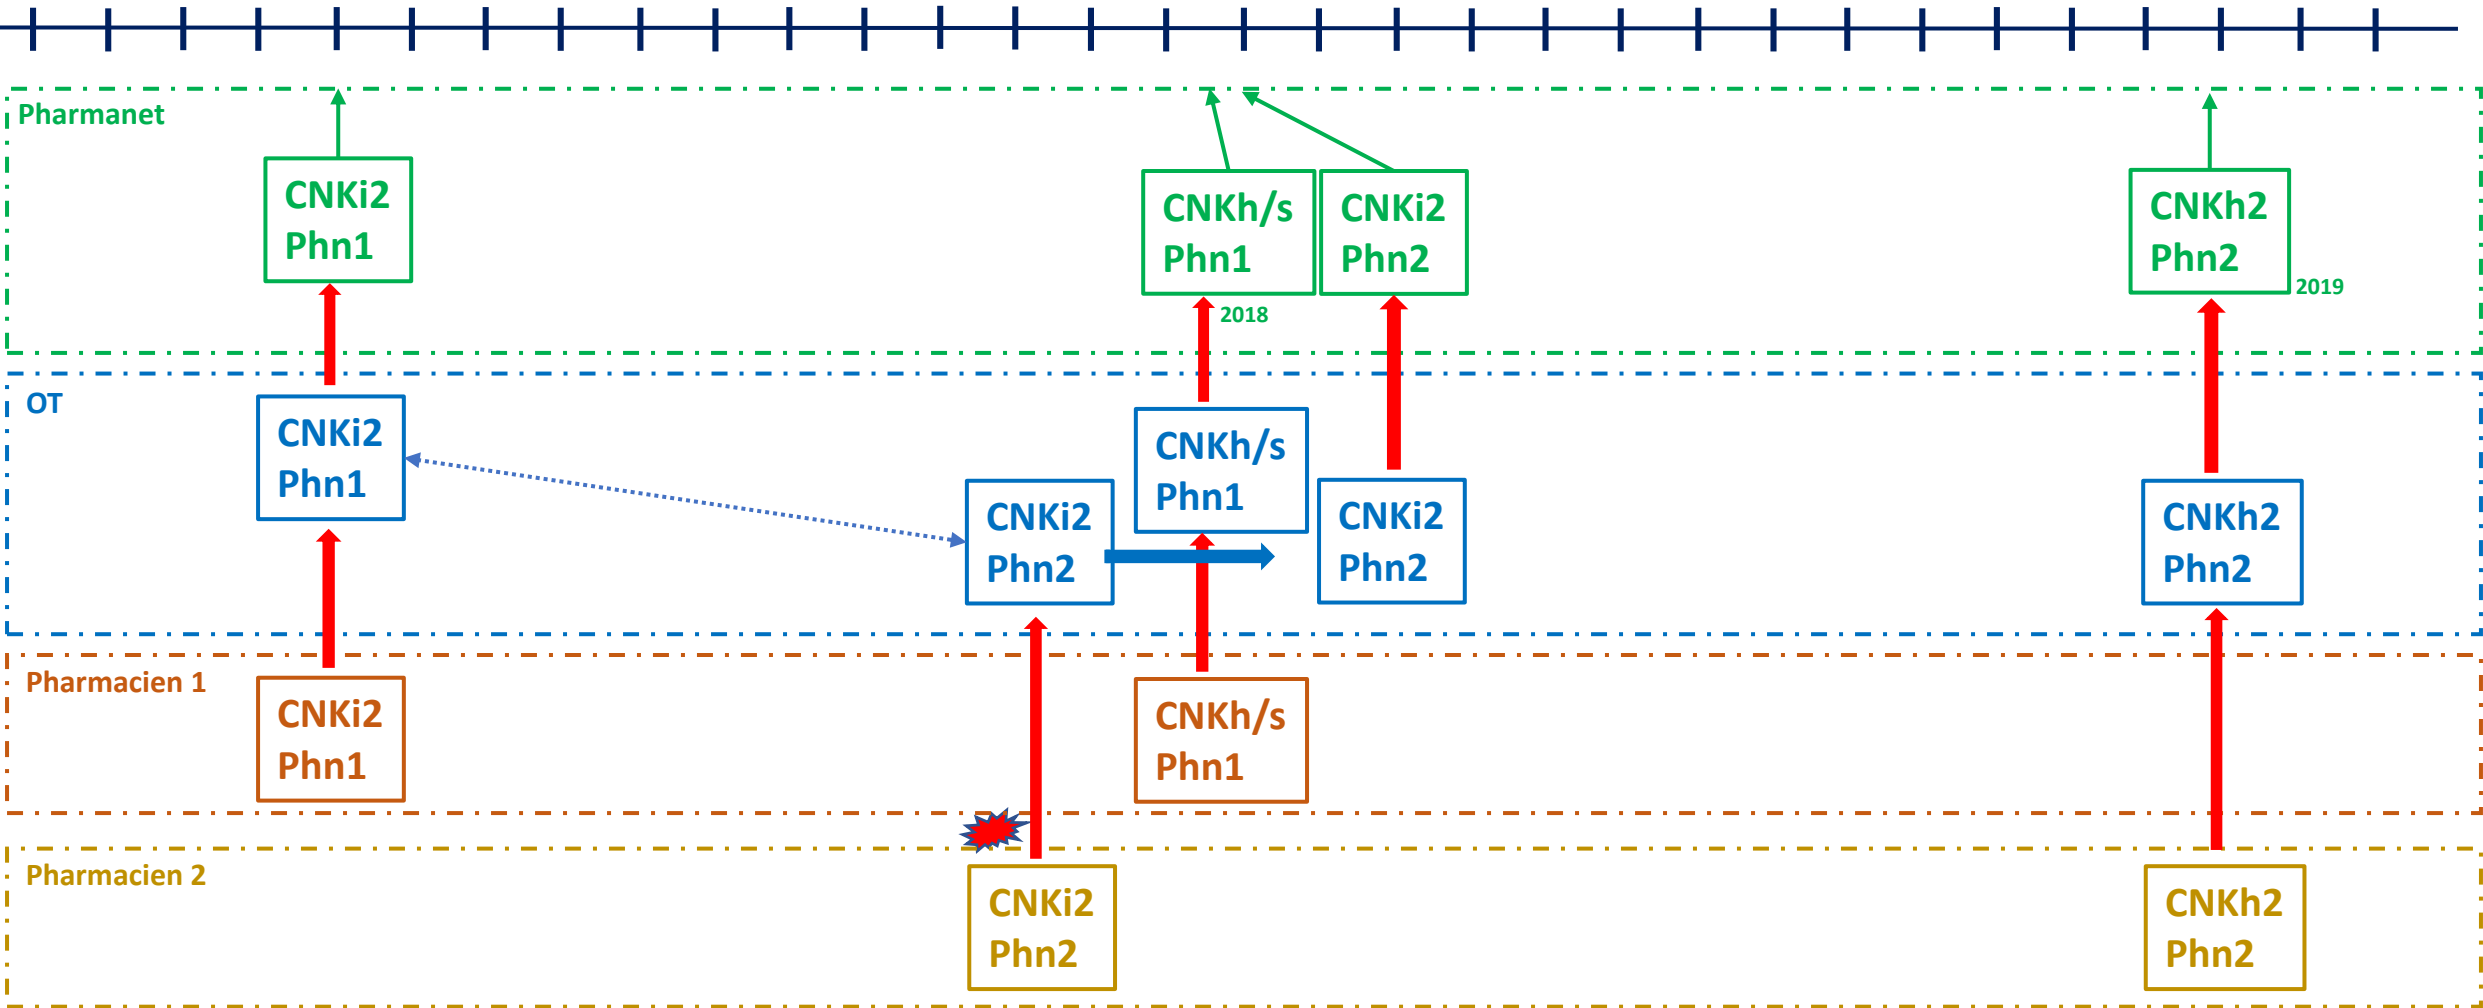 Pharmanet
CNKi2
Phn1
CNKh/s
Phn1
2018
CNKi2
Phn2
CNKh2
Phn2
2019
OT
CNKi2
Phn1
CNKi2
Phn2
CNKh/s
Phn1
CNKi2
Phn2
CNKh2
Phn2
Pharmacien 1
CNKi2
Phn1
CNKh/s
Phn1
Pharmacien 2
CNKi2
Phn2
CNKh2
Phn2